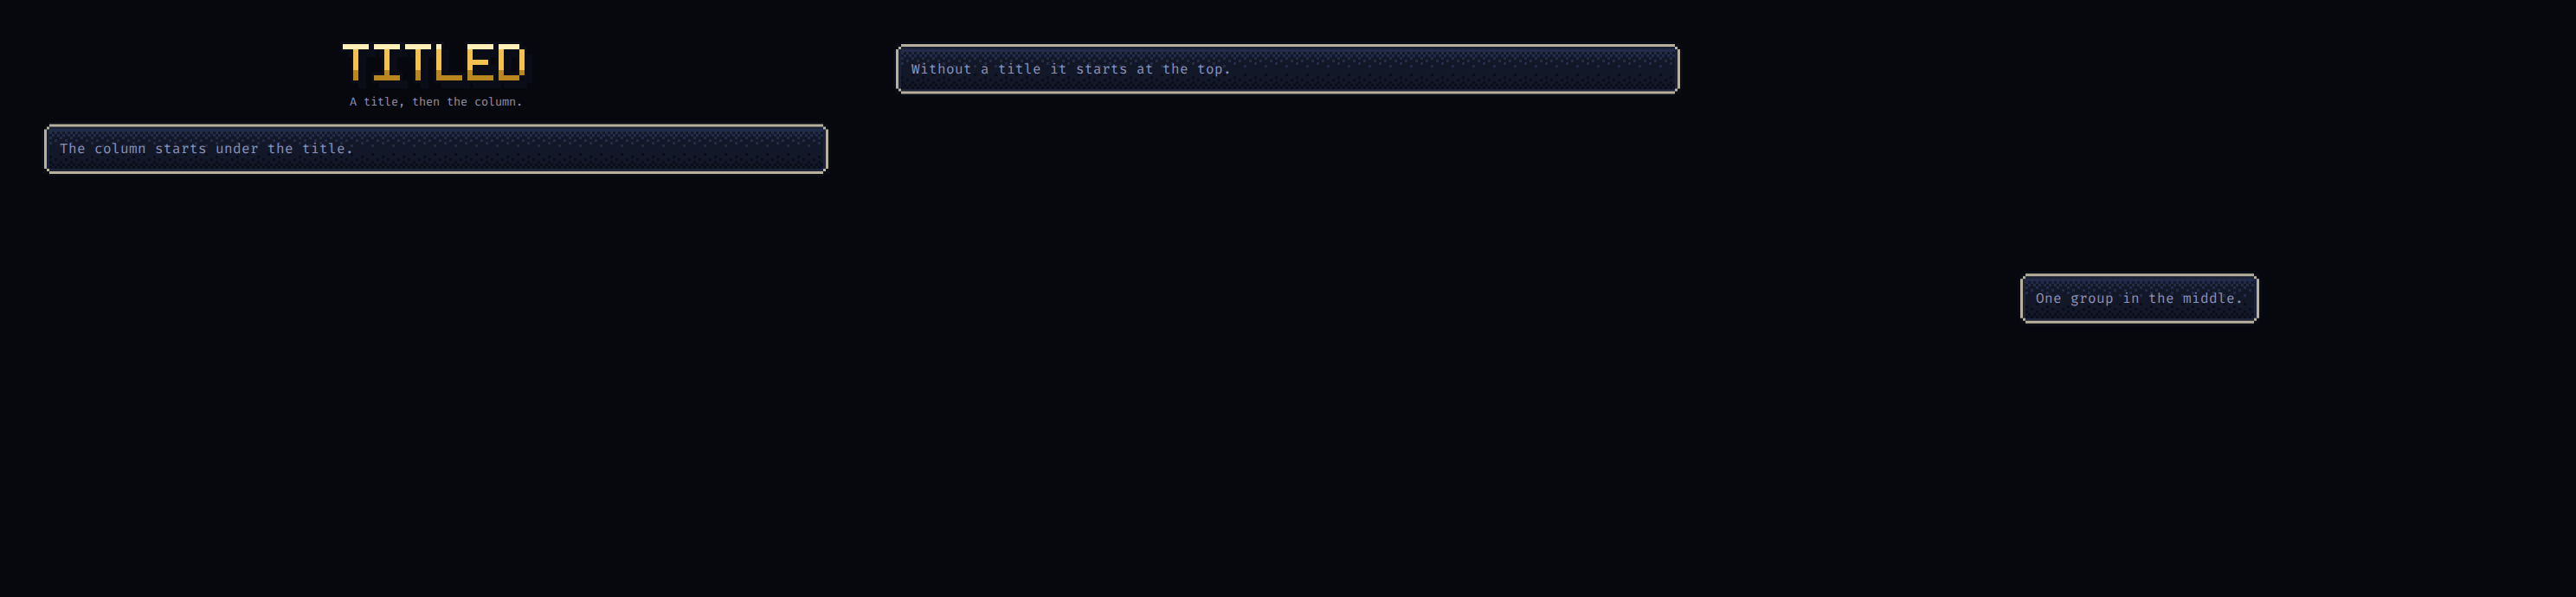 TITLED
A title, then the column.
The column starts under the title.
Without a title it starts at the top.
One group in the middle.